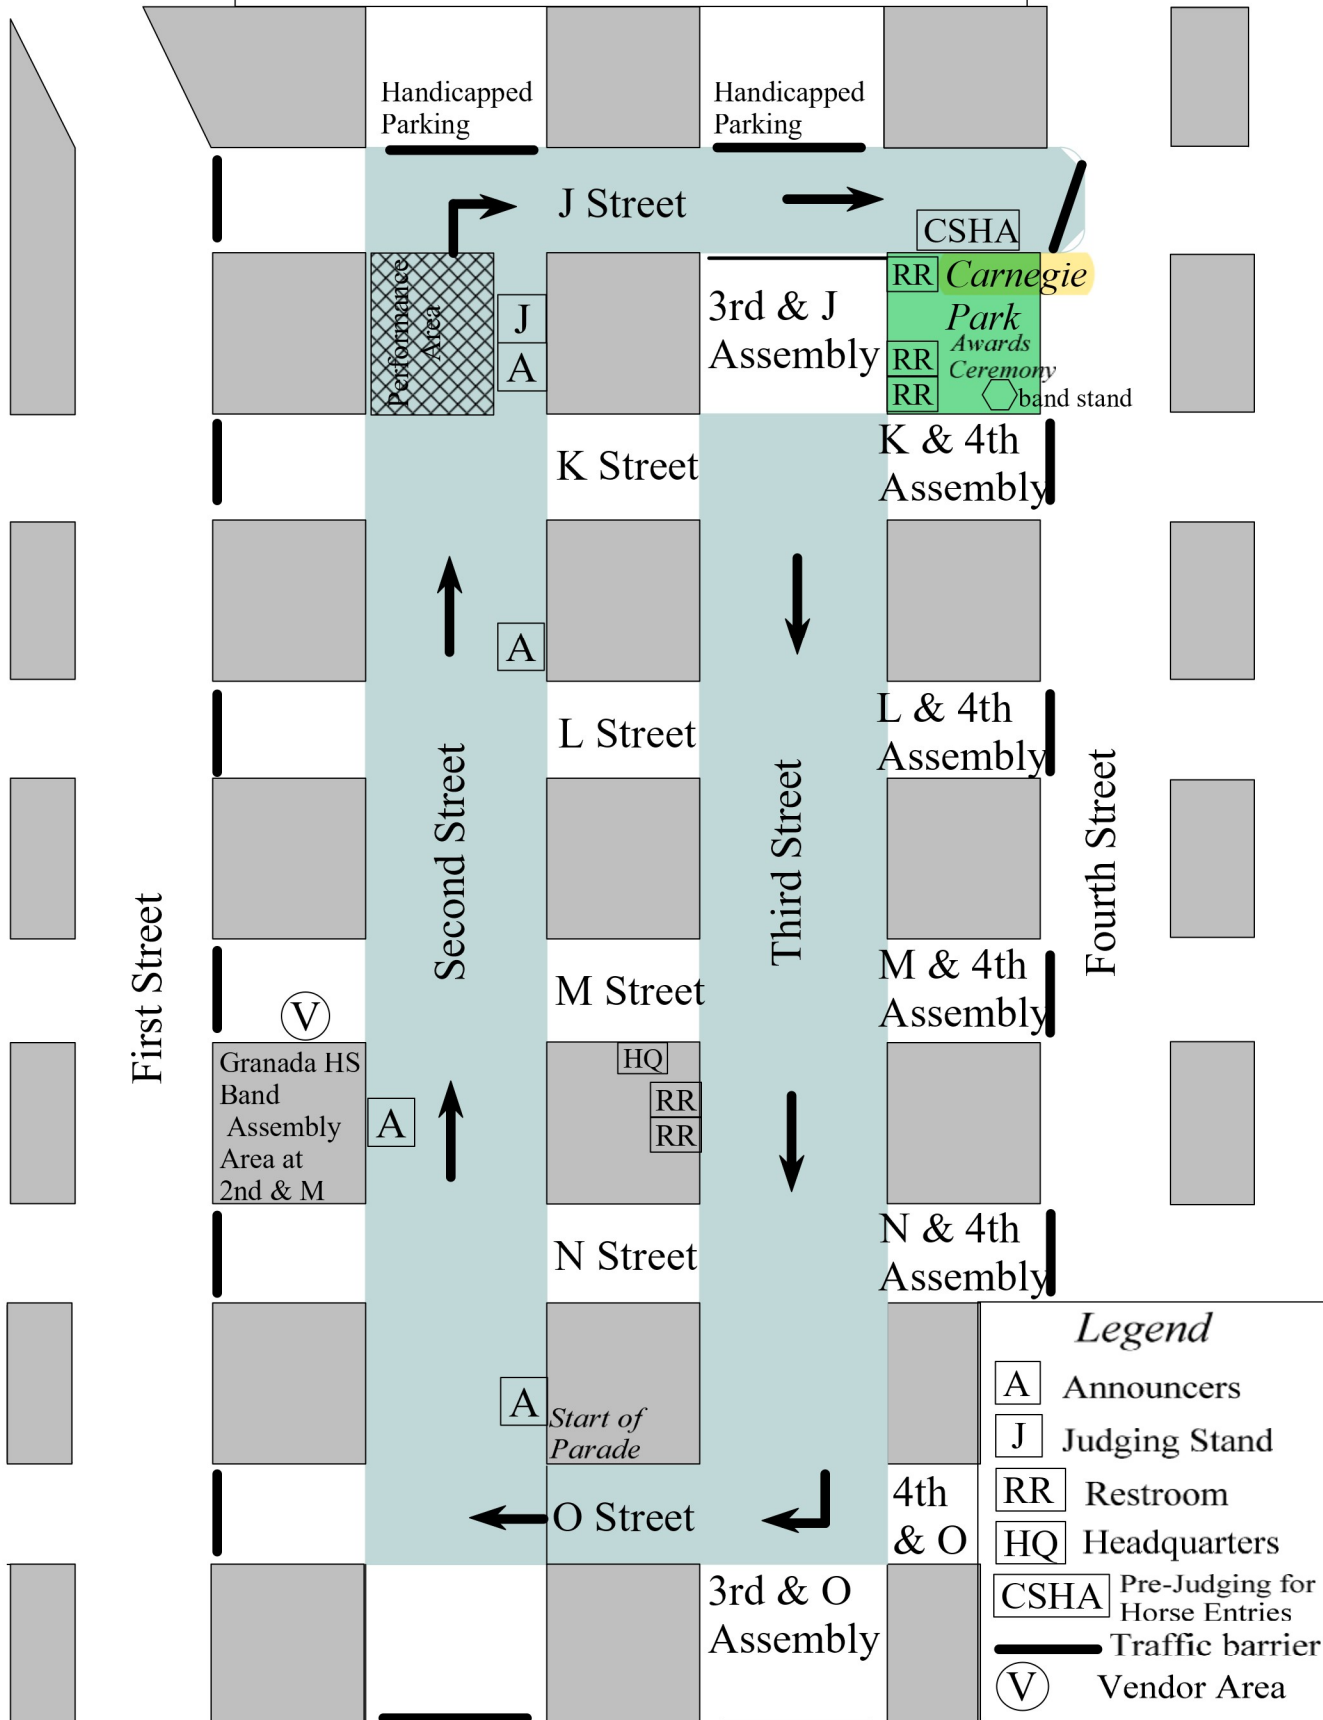 Handicapped
Parking
Handicapped
Parking
J Street
CSHA
Performance
Area
J
A
3rd & J
Assembly
RR
Carnegie
Park
Awards
Ceremony
RR
RR
band stand
K Street
K & 4th
Assembly
A
L Street
L & 4th
Assembly
Second Street
Third Street
Fourth Street
First Street
M Street
M & 4th
Assembly
V
Granada HS
Band
Assembly
Area at
2nd & M
A
HQ
RR
RR
N Street
N & 4th
Assembly
A
Start of
Parade
O Street
4th
& O
3rd & O
Assembly
Legend
A Announcers
J Judging Stand
RR Restroom
HQ Headquarters
CSHA Pre-Judging for
Horse Entries
Traffic barrier
V Vendor Area